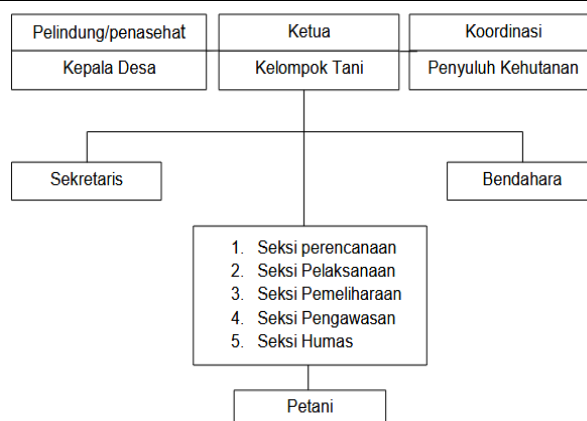 Pelindung/penasehat
Ketua
Koordinasi
Kepala Desa
Kelompok Tani
Penyuluh Kehutanan
Sekretaris
Bendahara
1. Seksi perencanaan
2. Seksi Pelaksanaan
3. Seksi Pemeliharaan
4. Seksi Pengawasan
5. Seksi Humas
Petani